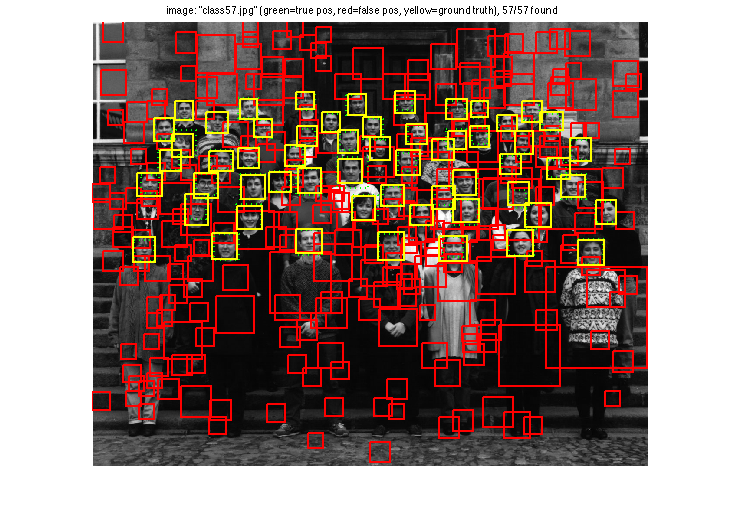 image: "class57.jpg" (green=true pos, red=false pos, yellow=ground truth), 57/57 found